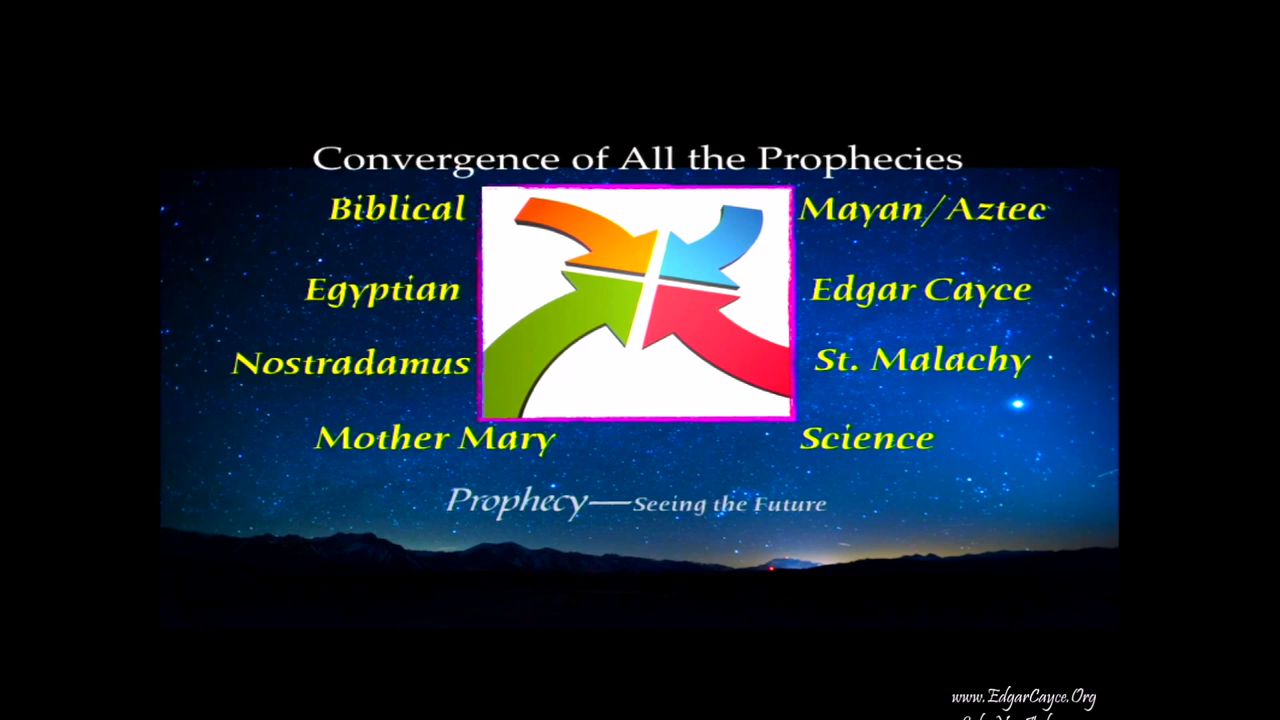 Convergence of All the Prophecies
Biblical
Mayan/Aztec
Egyptian
Edgar Cayce
Nostradamus
St. Malachy
Mother Mary
Science
Prophecy—Seeing the Future
www.EdgarCayce.Org